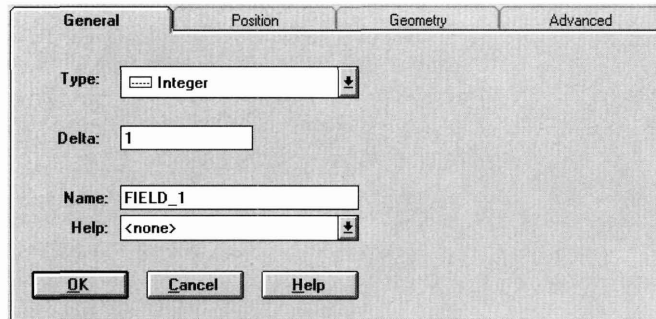 General Position Geometry Advanced
Type: Integer
Delta: 1
Name: FIELD_1
Help: <none>
OK Cancel Help